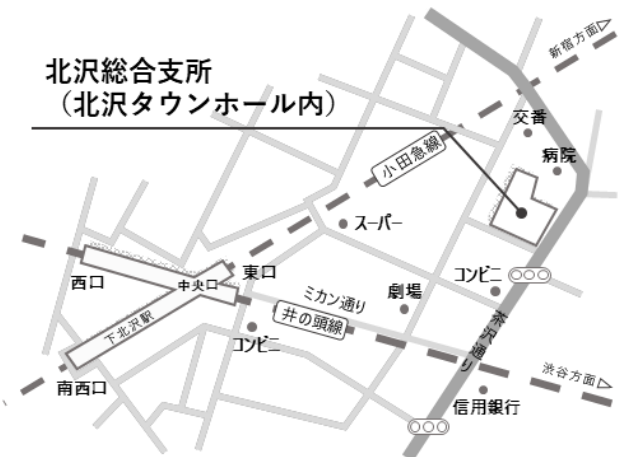 北沢総合支所
（北沢タウンホール内）
新宿方面
交番
病院
小田急線
スーパー
東口
西口
中央口
コンビニ
ミカン通り
劇場
井の頭線
下北沢駅
コンビニ
茶沢通り
南西口
渋谷方面
信用銀行